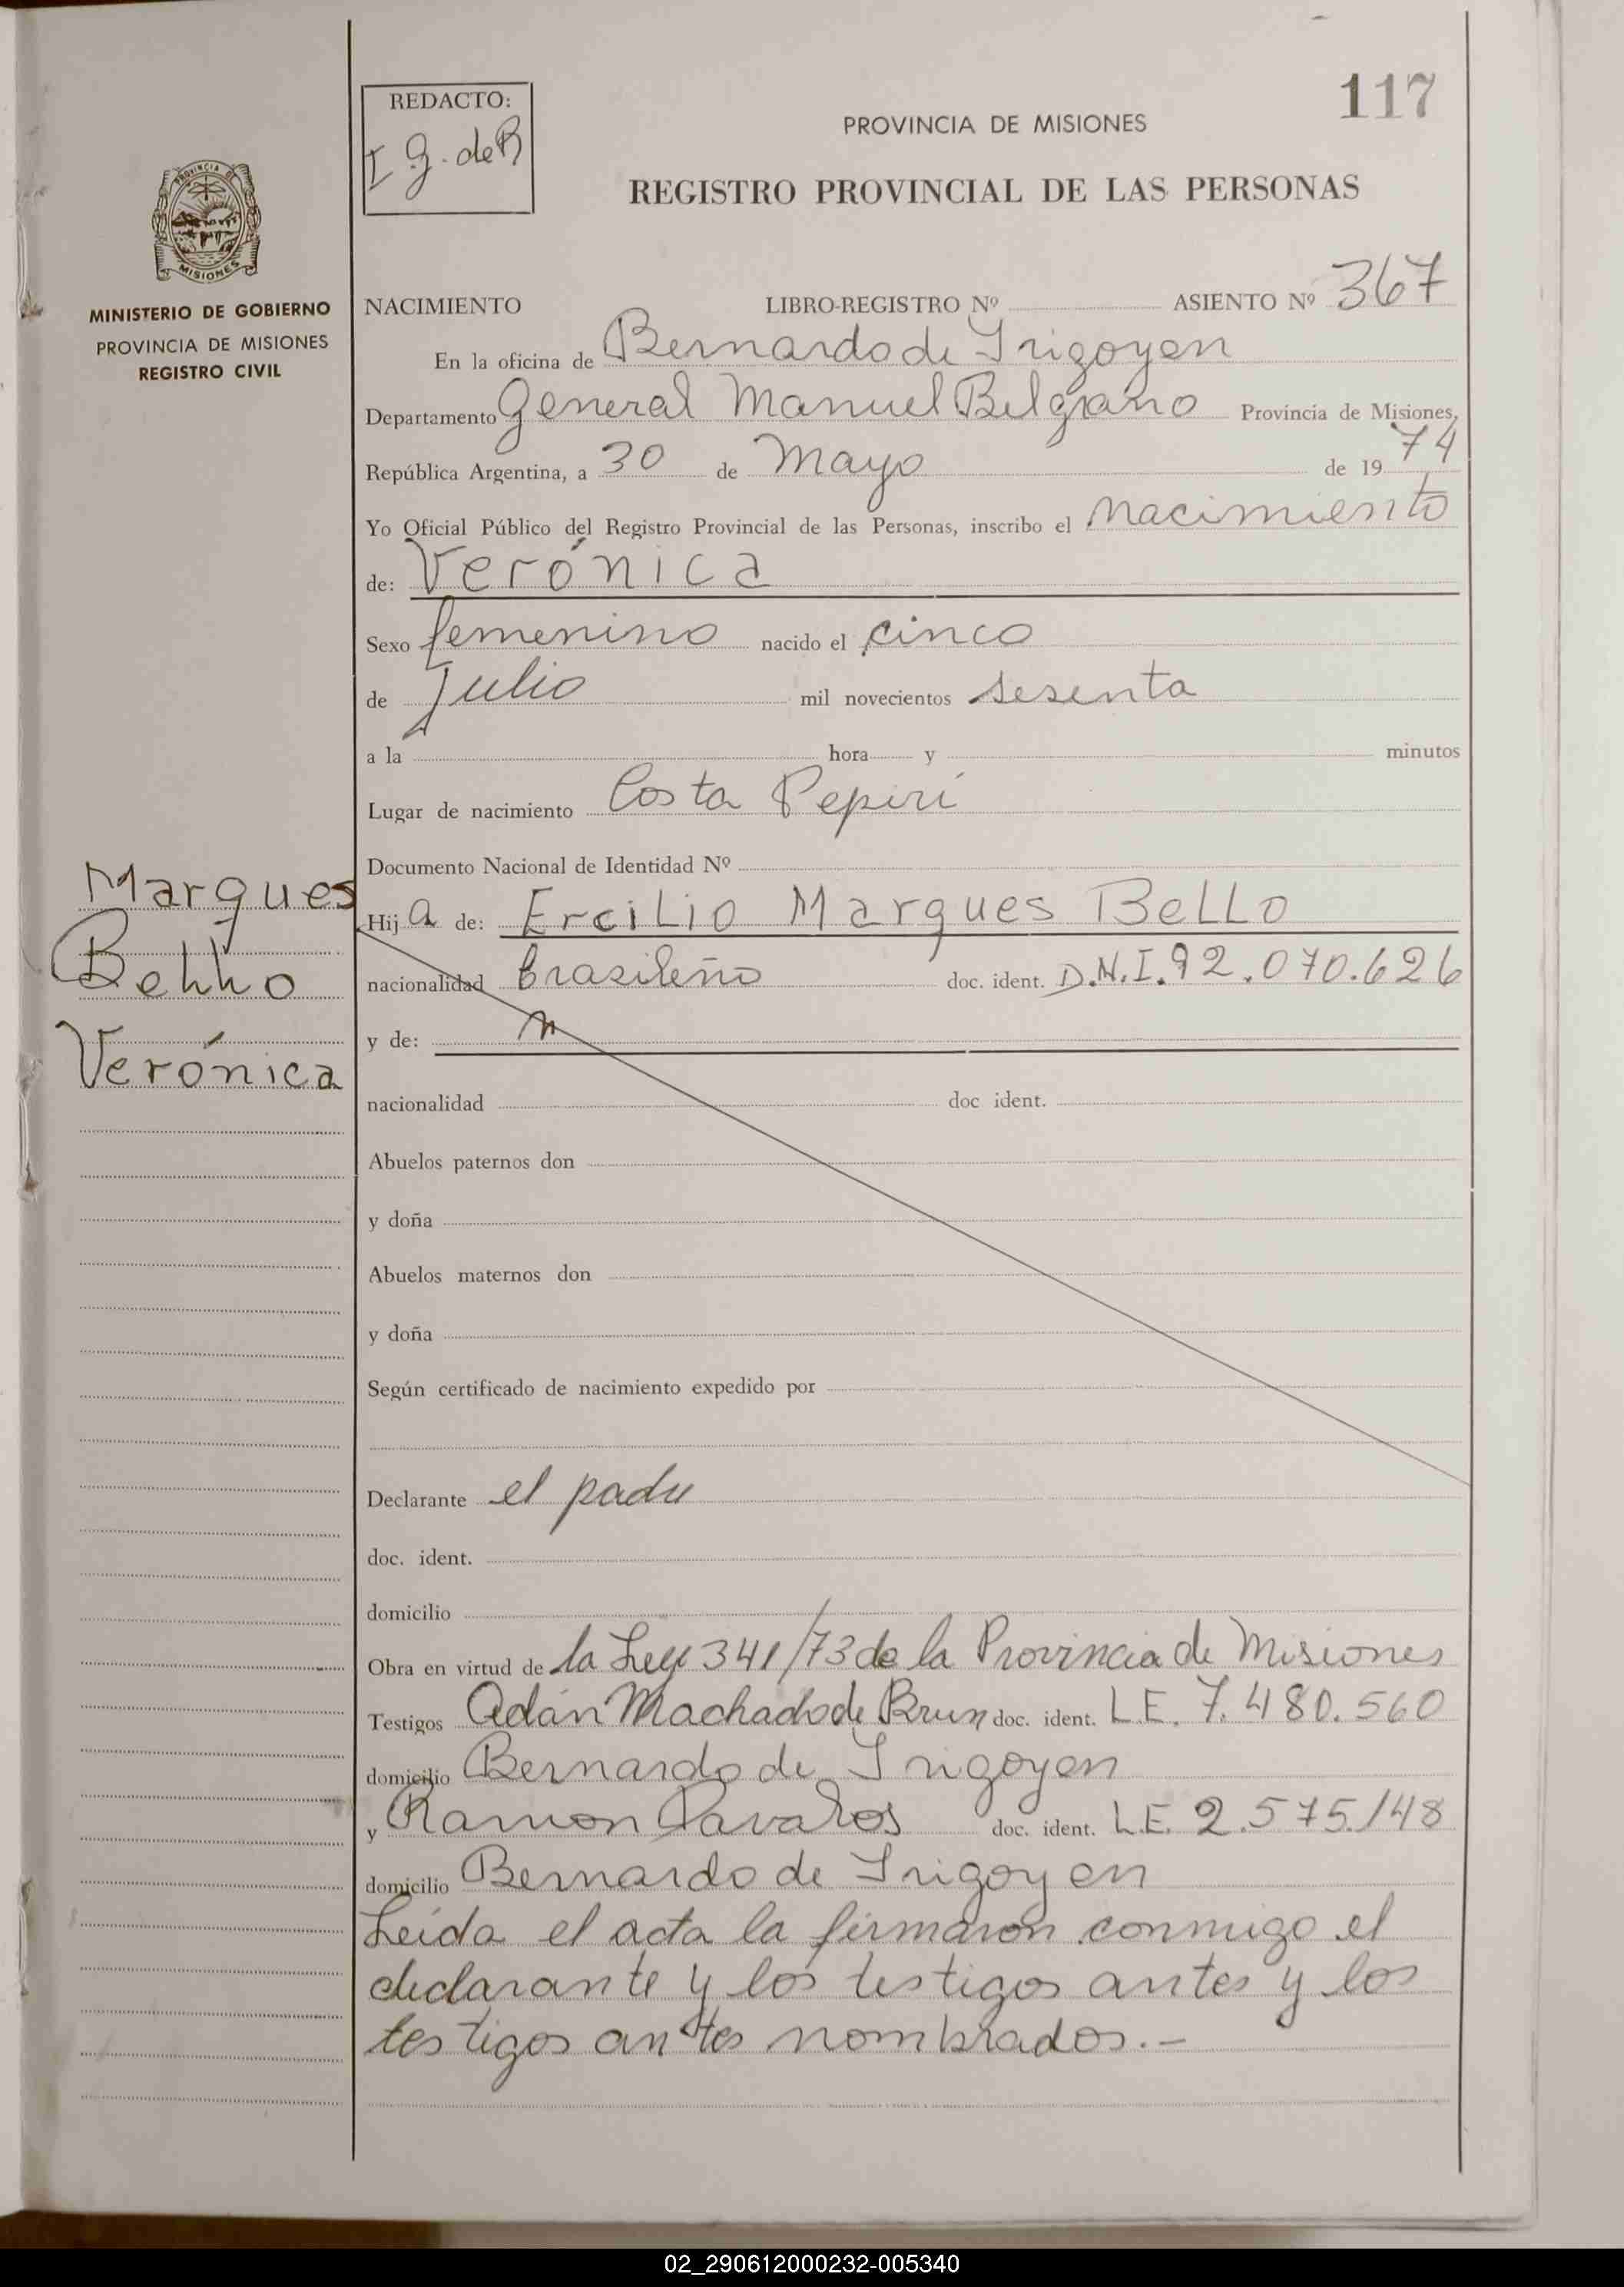 117
REDACTO:
I G. de B
PROVINCIA DE MISIONES
REGISTRO PROVINCIAL DE LAS PERSONAS
PROVINCIA DE
MISIONES
MINISTERIO DE GOBIERNO
PROVINCIA DE MISIONES
REGISTRO CIVIL
NACIMIENTO LIBRO-REGISTRO Nº ASIENTO Nº 367
En la oficina de Bernardo de Irigoyen
Departamento General Manuel Belgrano Provincia de Misiones,
República Argentina, a 30 de Mayo de 1974
Yo Oficial Público del Registro Provincial de las Personas, inscribo el Nacimiento
de: Verónica
Sexo femenino nacido el cinco
de Julio mil novecientos sesenta
a la hora y minutos
Lugar de nacimiento Costa Pepirí
Documento Nacional de Identidad Nº
Marques
Bello
Verónica
Hija de: Ercilio Marques Bello
nacionalidad brasileño doc. ident. D.N.I. 92.070.626
y de:
nacionalidad doc ident.
Abuelos paternos don
y doña
Abuelos maternos don
y doña
Según certificado de nacimiento expedido por
Declarante el padre
doc. ident.
domicilio
Obra en virtud de la Ley 341/73 de la Provincia de Misiones
Testigos Adán Machado de Brun doc. ident. L.E. 7.480.560
domicilio Bernardo de Irigoyen
y Ramon Davalos doc. ident. L.E. 2.575.148
domicilio Bernardo de Irigoyen
Leída el acta la firmaron conmigo el
declarante y los testigos antes y los
testigos antes nombrados.-
02_290612000232-005340